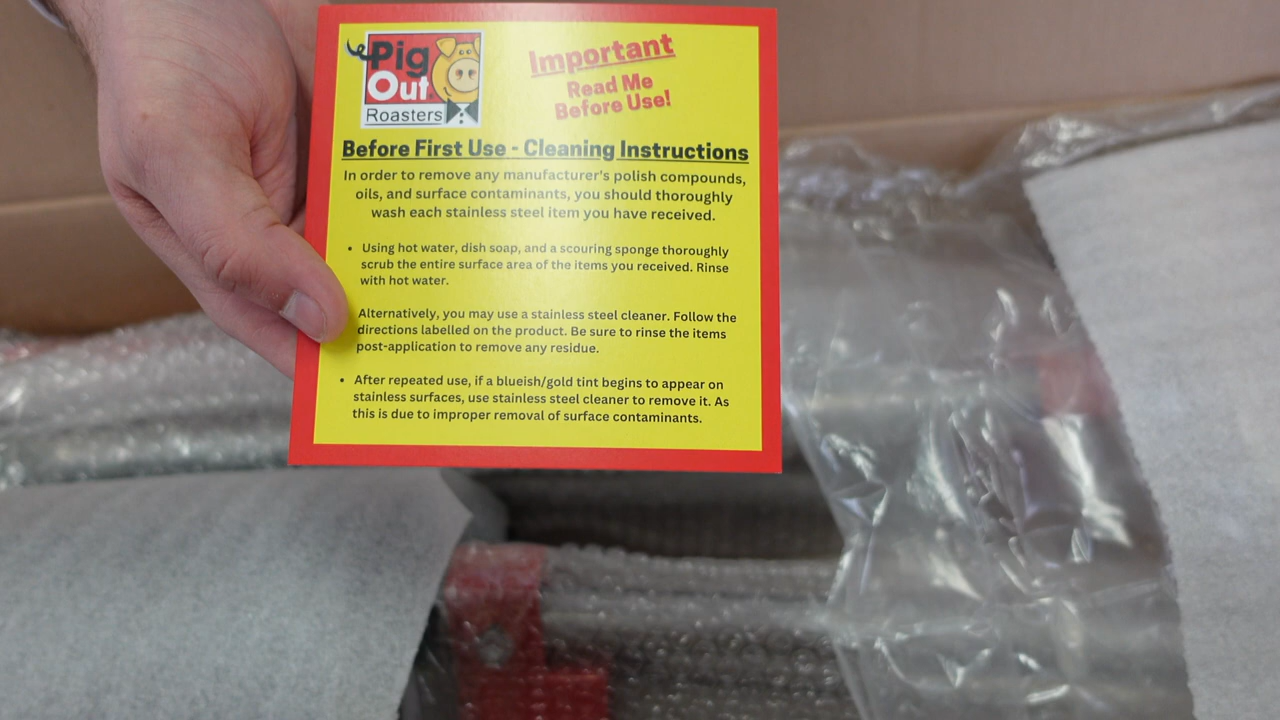 Pig
Out
Roasters
Important
Read Me
Before Use!
Before First Use - Cleaning Instructions
In order to remove any manufacturer's polish compounds,
oils, and surface contaminants, you should thoroughly
wash each stainless steel item you have received.
• Using hot water, dish soap, and a scouring sponge thoroughly
scrub the entire surface area of the items you received. Rinse
with hot water.
Alternatively, you may use a stainless steel cleaner. Follow the
directions labelled on the product. Be sure to rinse the items
post-application to remove any residue.
• After repeated use, if a blueish/gold tint begins to appear on
stainless surfaces, use stainless steel cleaner to remove it. As
this is due to improper removal of surface contaminants.